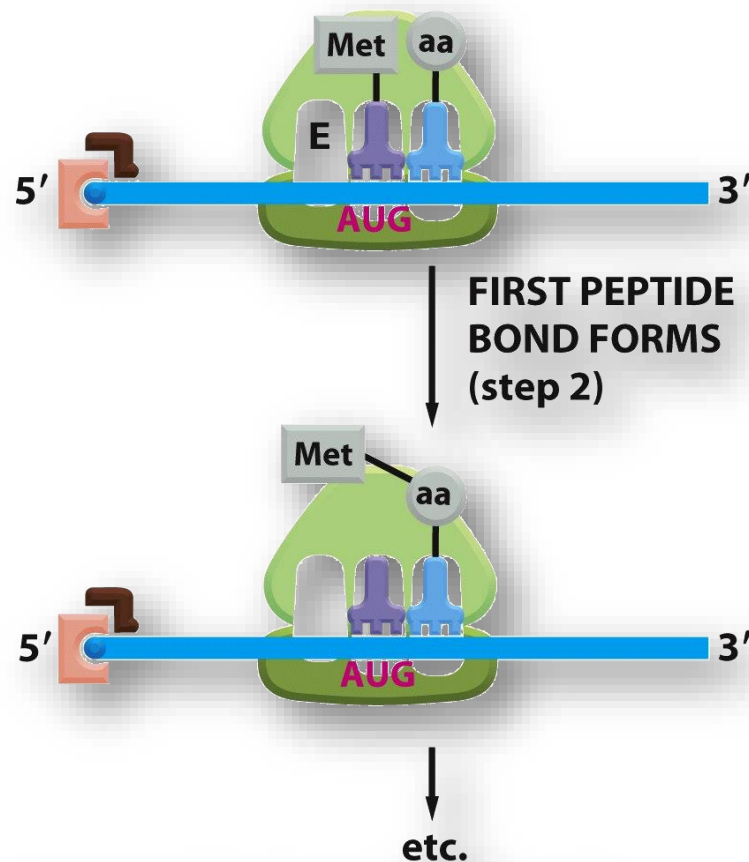 Met aa
E
5′ 3′
AUG
FIRST PEPTIDE
BOND FORMS
(step 2)
Met
aa
5′ 3′
AUG
etc.